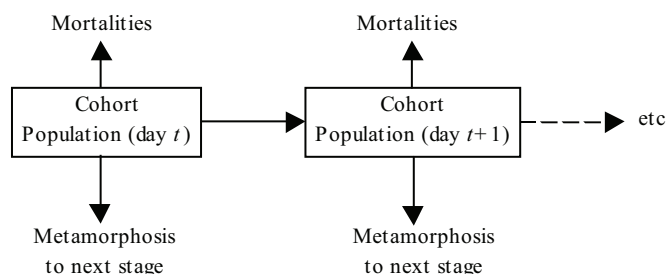 Mortalities
Mortalities
Cohort
Population (day t)
Cohort
Population (day t+1)
etc
Metamorphosis
to next stage
Metamorphosis
to next stage